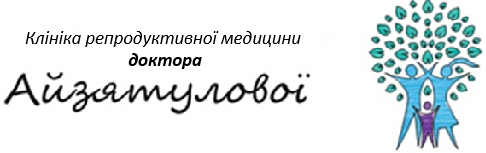 Клініка репродуктивної медицини
доктора
Айзятулової